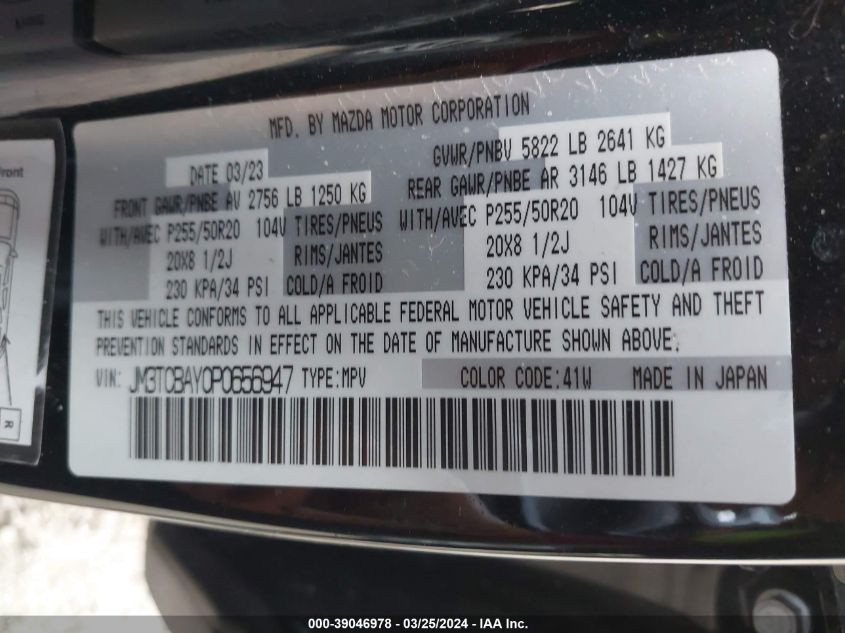 MFD. BY MAZDA MOTOR CORPORATION
DATE 03/23 GVWR/PNBV 5822 LB 2641 KG
FRONT GAWR/PNBE AV 2756 LB 1250 KG REAR GAWR/PNBE AR 3146 LB 1427 KG
WITH/AVEC P255/50R20 104V TIRES/PNEUS WITH/AVEC P255/50R20 104V TIRES/PNEUS
20X8 1/2J RIMS/JANTES 20X8 1/2J RIMS/JANTES
230 KPA/34 PSI COLD/A FROID 230 KPA/34 PSI COLD/A FROID
THIS VEHICLE CONFORMS TO ALL APPLICABLE FEDERAL MOTOR VEHICLE SAFETY AND THEFT
PREVENTION STANDARDS IN EFFECT ON THE DATE OF MANUFACTURE SHOWN ABOVE.
VIN: JM3TCBAY0P0656947 TYPE:MPV COLOR CODE:41W MADE IN JAPAN
Front
R
000-39046978 - 03/25/2024 - IAA Inc.